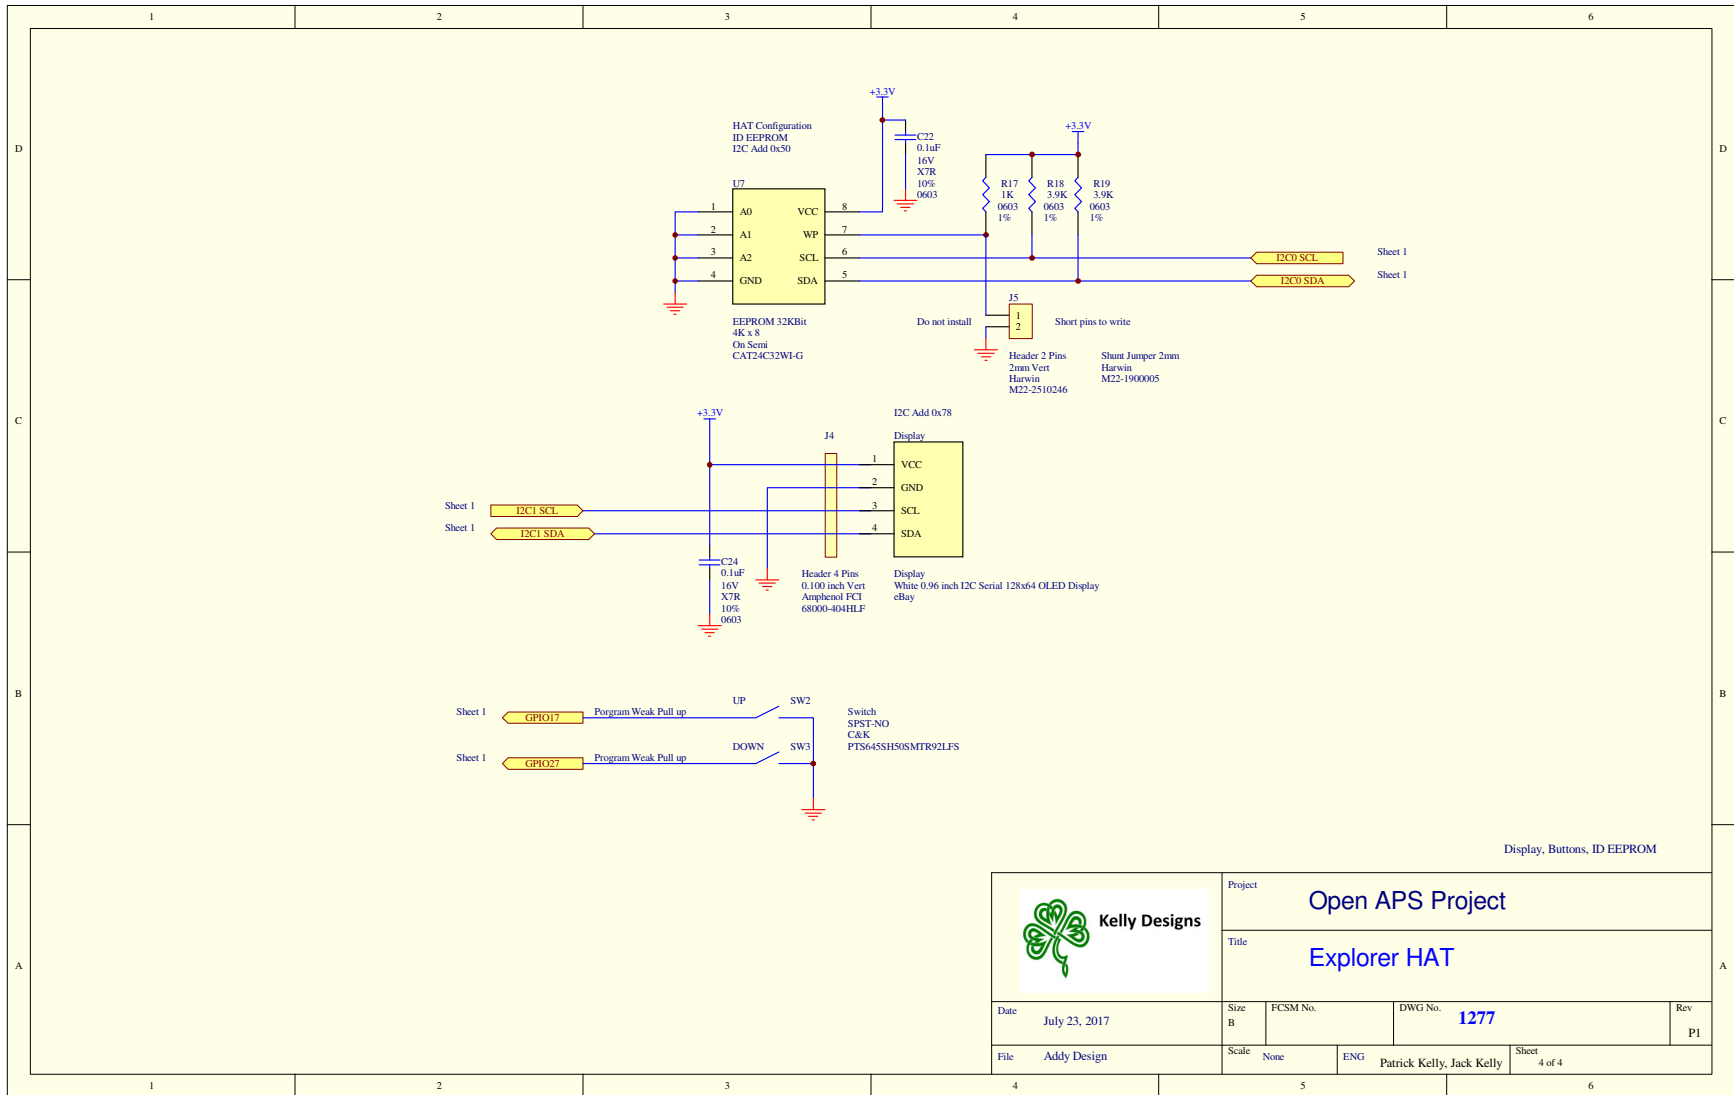 1 2 3 4 5 6
D
C
B
A
D
C
B
A
HAT Configuration
ID EEPROM
I2C Add 0x50
U7
1 A0
2 A1
3 A2
4 GND
VCC 8
WP 7
SCL 6
SDA 5
EEPROM 32KBit
4K x 8
On Semi
CAT24C32WI-G
+3.3V
C22
0.1uF
16V
X7R
10%
0603
+3.3V
R17
1K
0603
1%
R18
3.9K
0603
1%
R19
3.9K
0603
1%
I2C0 SCL Sheet 1
I2C0 SDA Sheet 1
J5
Do not install
1
2
Short pins to write
Header 2 Pins
2mm Vert
Harwin
M22-2510246
Shunt Jumper 2mm
Harwin
M22-1900005
+3.3V
J4
I2C Add 0x78
Display
1 VCC
2 GND
3 SCL
4 SDA
Sheet 1 I2C1 SCL
Sheet 1 I2C1 SDA
C24
0.1uF
16V
X7R
10%
0603
Header 4 Pins
0.100 inch Vert
Amphenol FCI
68000-404HLF
Display
White 0.96 inch I2C Serial 128x64 OLED Display
eBay
Sheet 1 GPIO17 Porgram Weak Pull up UP SW2
Sheet 1 GPIO27 Program Weak Pull up DOWN SW3
Switch
SPST-NO
C&K
PTS645SH50SMTR92LFS
Display, Buttons, ID EEPROM
Kelly Designs
Project
Open APS Project
Title
Explorer HAT
Date
July 23, 2017
Size
B
FCSM No.
DWG No. 1277
Rev
P1
File Addy Design
Scale None
ENG Patrick Kelly, Jack Kelly
Sheet
4 of 4
1 2 3 4 5 6